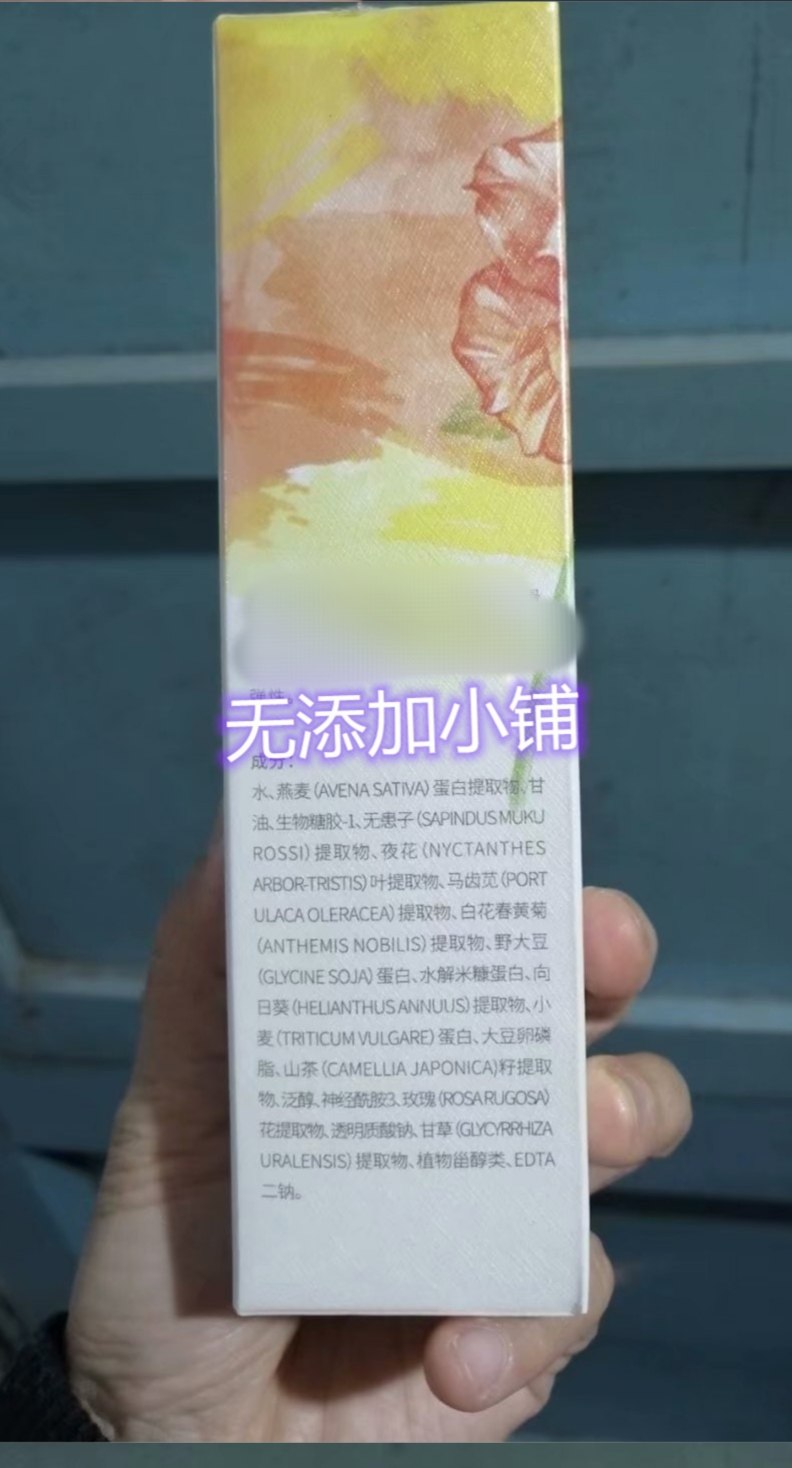 弹性。
无添加小铺
成分：
水、燕麦（AVENA SATIVA）蛋白提取物、甘
油、生物糖胶-1、无患子（SAPINDUS MUKU
ROSSI）提取物、夜花（NYCTANTHES
ARBOR-TRISTIS）叶提取物、马齿苋（PORT
ULACA OLERACEA）提取物、白花春黄菊
（ANTHEMIS NOBILIS）提取物、野大豆
（GLYCINE SOJA）蛋白、水解米糠蛋白、向
日葵（HELIANTHUS ANNUUS）提取物、小
麦（TRITICUM VULGARE）蛋白、大豆卵磷
脂、山茶（CAMELLIA JAPONICA)籽提取
物、泛醇、神经酰胺3、玫瑰（ROSA RUGOSA）
花提取物、透明质酸钠、甘草（GLYCYRRHIZA
URALENSIS）提取物、植物甾醇类、EDTA
二钠。